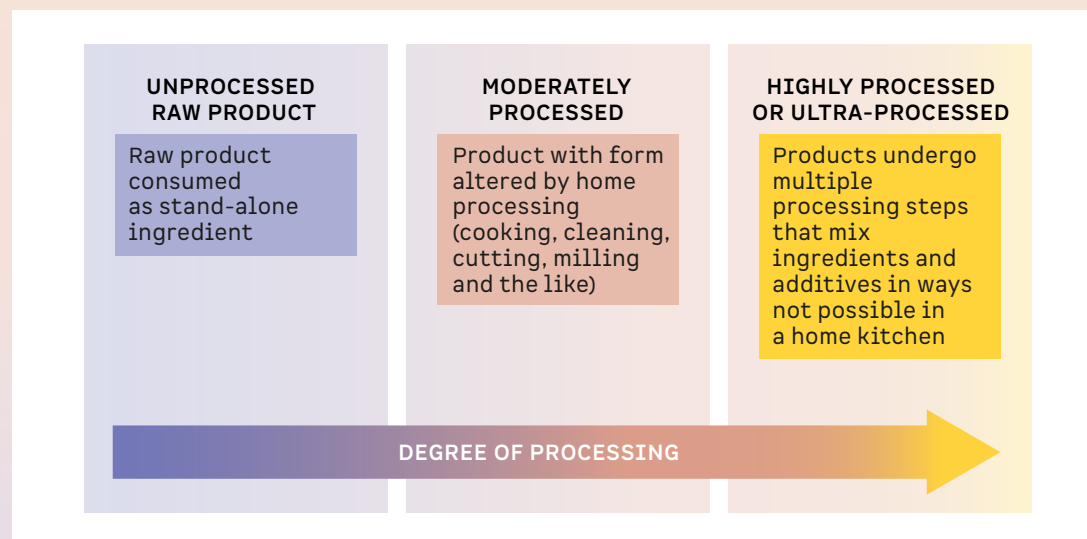 UNPROCESSED
RAW PRODUCT
Raw product
consumed
as stand-alone
ingredient
MODERATELY
PROCESSED
Product with form
altered by home
processing
(cooking, cleaning,
cutting, milling
and the like)
HIGHLY PROCESSED
OR ULTRA-PROCESSED
Products undergo
multiple
processing steps
that mix
ingredients and
additives in ways
not possible in
a home kitchen
DEGREE OF PROCESSING